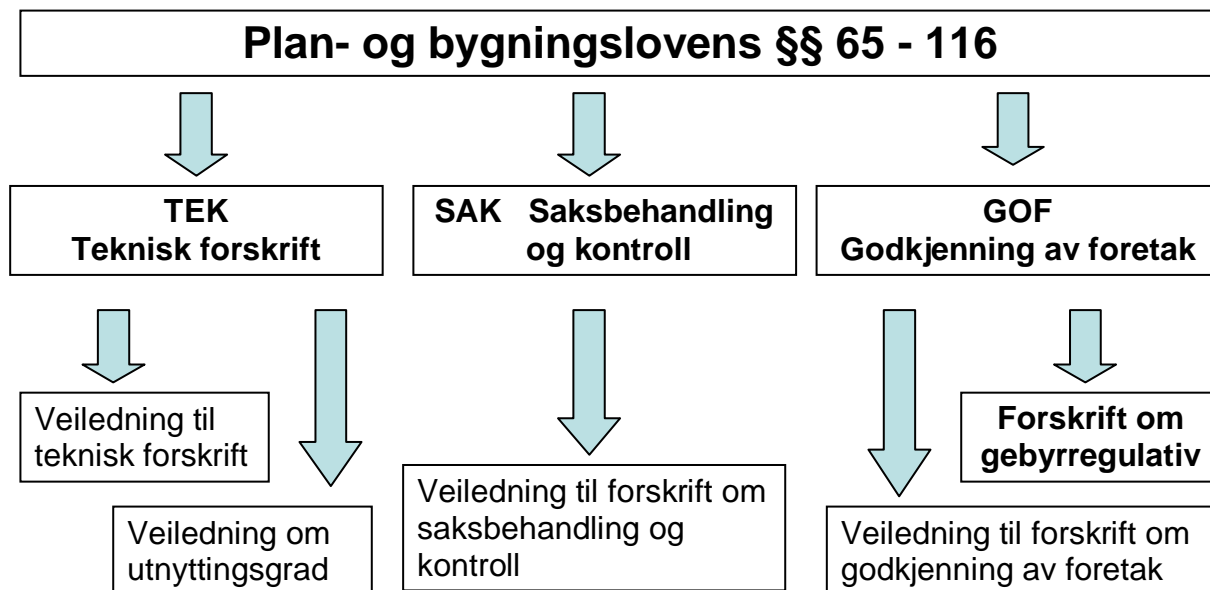 Plan- og bygningslovens §§ 65 - 116
TEK
Teknisk forskrift
SAK Saksbehandling
og kontroll
GOF
Godkjenning av foretak
Veiledning til
teknisk forskrift
Veiledning om
utnyttingsgrad
Veiledning til forskrift om
saksbehandling og
kontroll
Forskrift om
gebyrregulativ
Veiledning til forskrift om
godkjenning av foretak